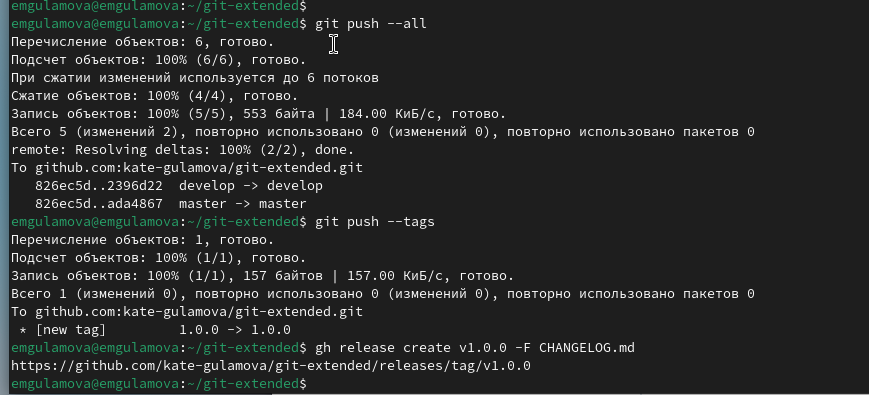 emgulamova@emgulamova:~/git-extended$
emgulamova@emgulamova:~/git-extended$ git push --all
Перечисление объектов: 6, готово.
Подсчет объектов: 100% (6/6), готово.
При сжатии изменений используется до 6 потоков
Сжатие объектов: 100% (4/4), готово.
Запись объектов: 100% (5/5), 553 байта | 184.00 КиБ/с, готово.
Всего 5 (изменений 2), повторно использовано 0 (изменений 0), повторно использовано пакетов 0
remote: Resolving deltas: 100% (2/2), done.
To github.com:kate-gulamova/git-extended.git
   826ec5d..2396d22  develop -> develop
   826ec5d..ada4867  master -> master
emgulamova@emgulamova:~/git-extended$ git push --tags
Перечисление объектов: 1, готово.
Подсчет объектов: 100% (1/1), готово.
Запись объектов: 100% (1/1), 157 байтов | 157.00 КиБ/с, готово.
Всего 1 (изменений 0), повторно использовано 0 (изменений 0), повторно использовано пакетов 0
To github.com:kate-gulamova/git-extended.git
 * [new tag]         1.0.0 -> 1.0.0
emgulamova@emgulamova:~/git-extended$ gh release create v1.0.0 -F CHANGELOG.md
https://github.com/kate-gulamova/git-extended/releases/tag/v1.0.0
emgulamova@emgulamova:~/git-extended$